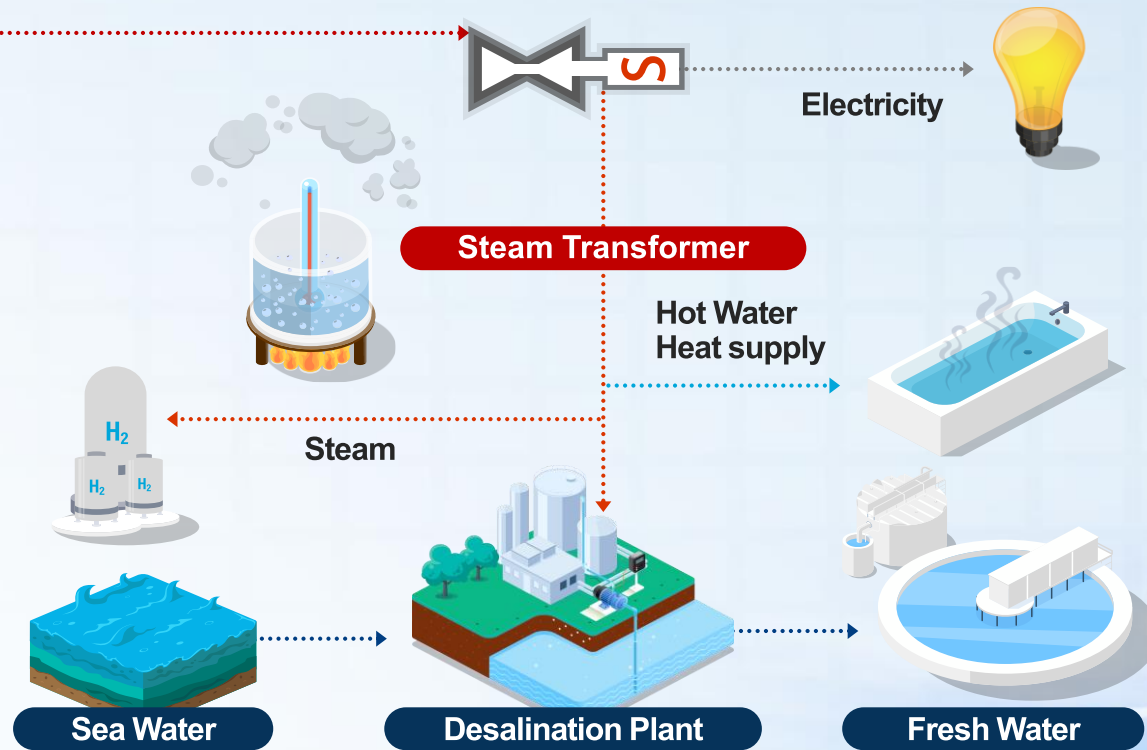 Electricity
Steam Transformer
Hot Water
Heat supply
Steam
H₂
H₂
H₂
Sea Water
Desalination Plant
Fresh Water